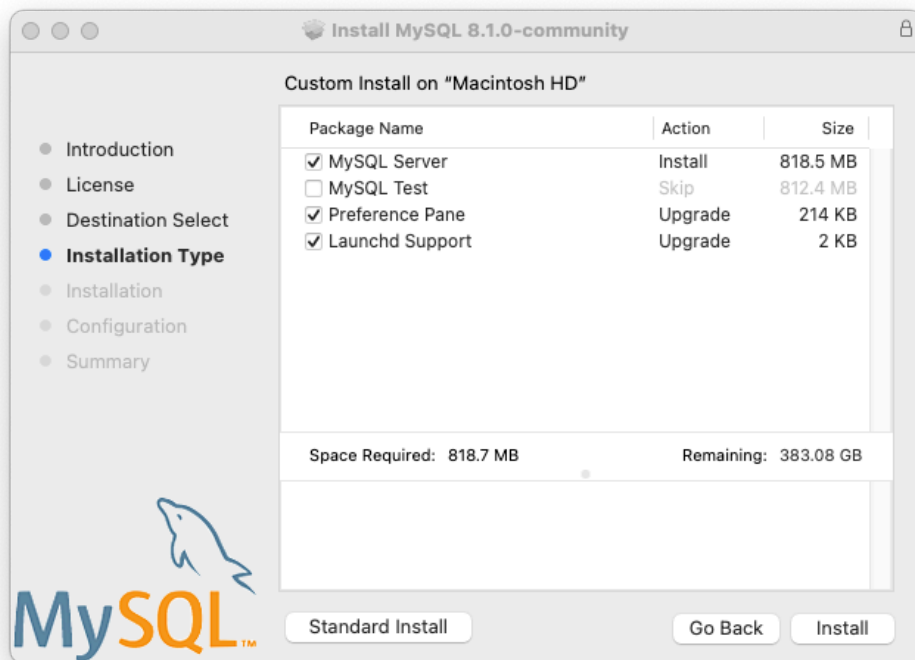 Install MySQL 8.1.0-community
Custom Install on “Macintosh HD”
Introduction
License
Destination Select
Installation Type
Installation
Configuration
Summary
Package Name Action Size
MySQL Server Install 818.5 MB
MySQL Test Skip 812.4 MB
Preference Pane Upgrade 214 KB
Launchd Support Upgrade 2 KB
Space Required: 818.7 MB Remaining: 383.08 GB
MySQL™
Standard Install Go Back Install